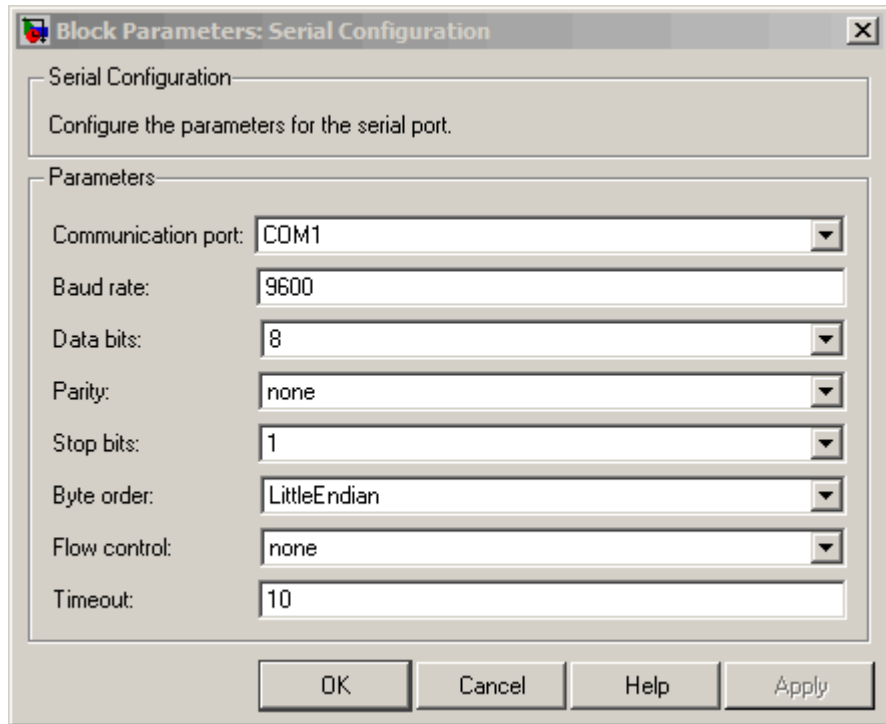 Block Parameters: Serial Configuration
Serial Configuration
Configure the parameters for the serial port.
Parameters
Communication port: COM1
Baud rate: 9600
Data bits: 8
Parity: none
Stop bits: 1
Byte order: LittleEndian
Flow control: none
Timeout: 10
OK Cancel Help Apply